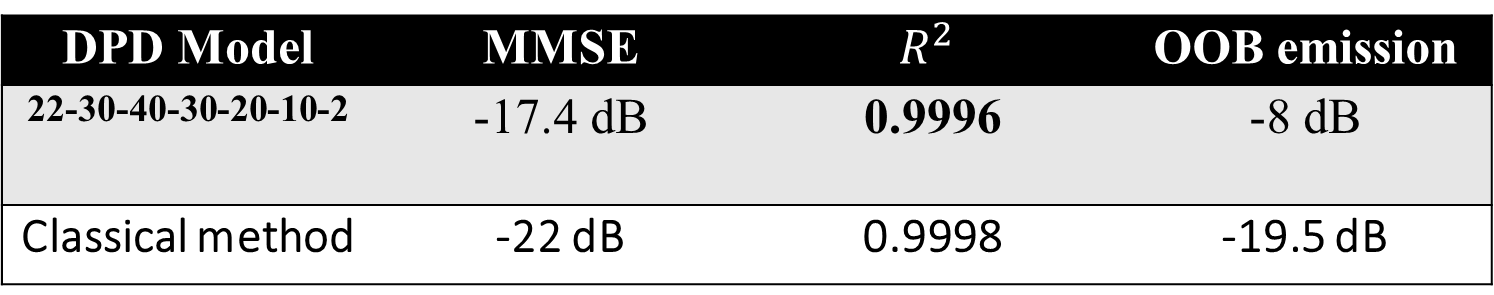 DPD Model MMSE R² OOB emission
22-30-40-30-20-10-2 -17.4 dB 0.9996 -8 dB
Classical method -22 dB 0.9998 -19.5 dB